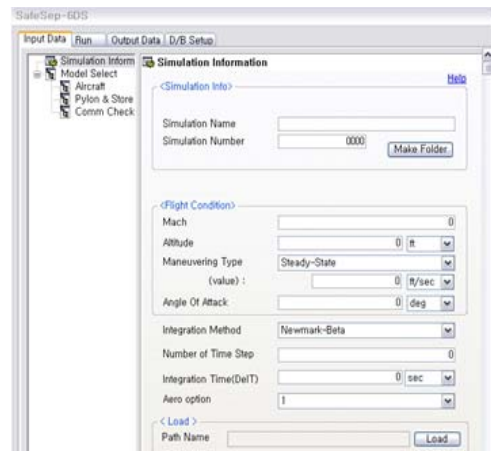 SafeSep-6DS
Input Data Run Output Data D/B Setup
Simulation Inform
Model Select
Aircraft
Pylon & Store
Comm Check
Simulation Information
Help
<Simulation Info>
Simulation Name
Simulation Number 0000 Make Folder
<Flight Condition>
Mach 0
Altitude 0 ft
Maneuvering Type Steady-State
(value) : 0 ft/sec
Angle Of Attack 0 deg
Integration Method Newmark-Beta
Number of Time Step 0
Integration Time(DelT) 0 sec
Aero option 1
< Load >
Path Name Load